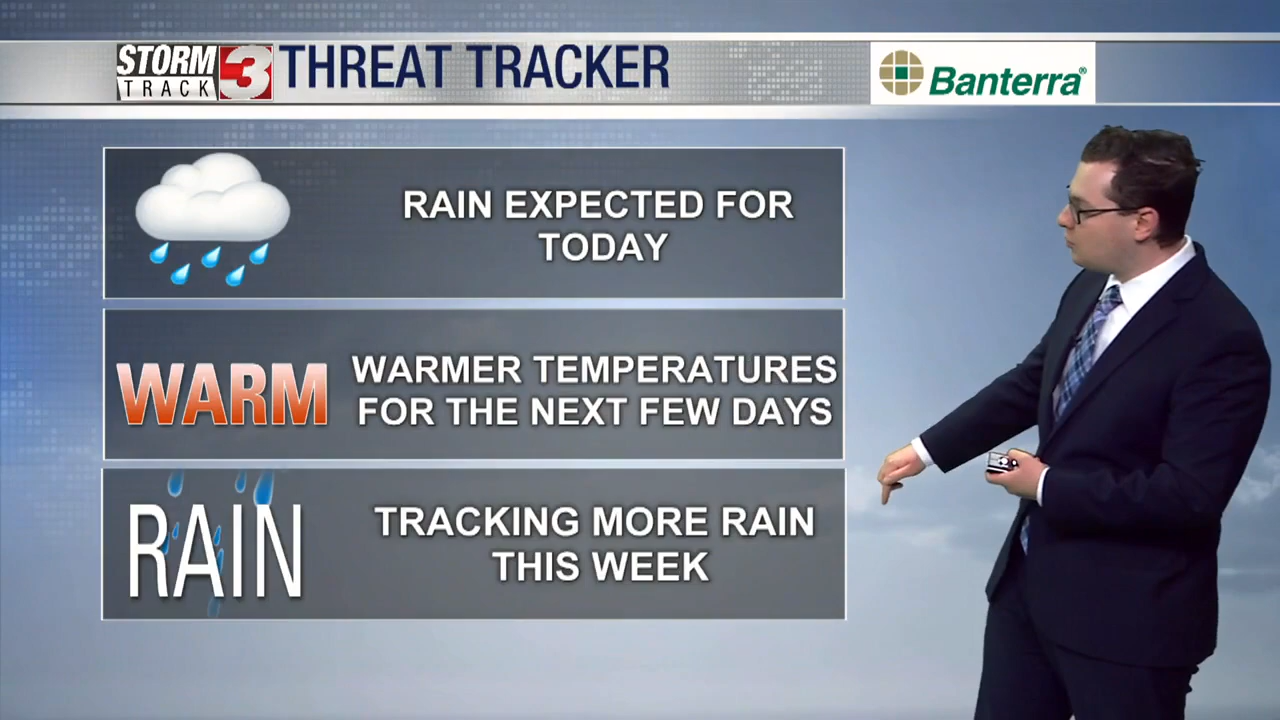 STORM
TRACK 3
THREAT TRACKER
Banterra®
RAIN EXPECTED FOR
TODAY
WARM
WARMER TEMPERATURES
FOR THE NEXT FEW DAYS
RAIN
TRACKING MORE RAIN
THIS WEEK